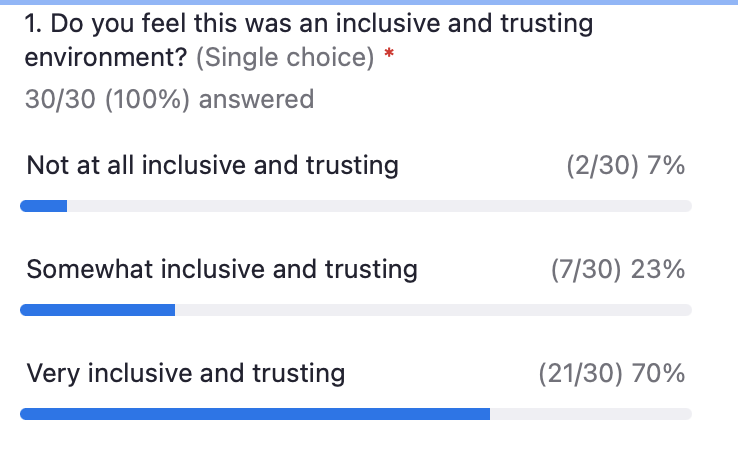 1. Do you feel this was an inclusive and trusting
environment? (Single choice) *
30/30 (100%) answered
Not at all inclusive and trusting (2/30) 7%
Somewhat inclusive and trusting (7/30) 23%
Very inclusive and trusting (21/30) 70%